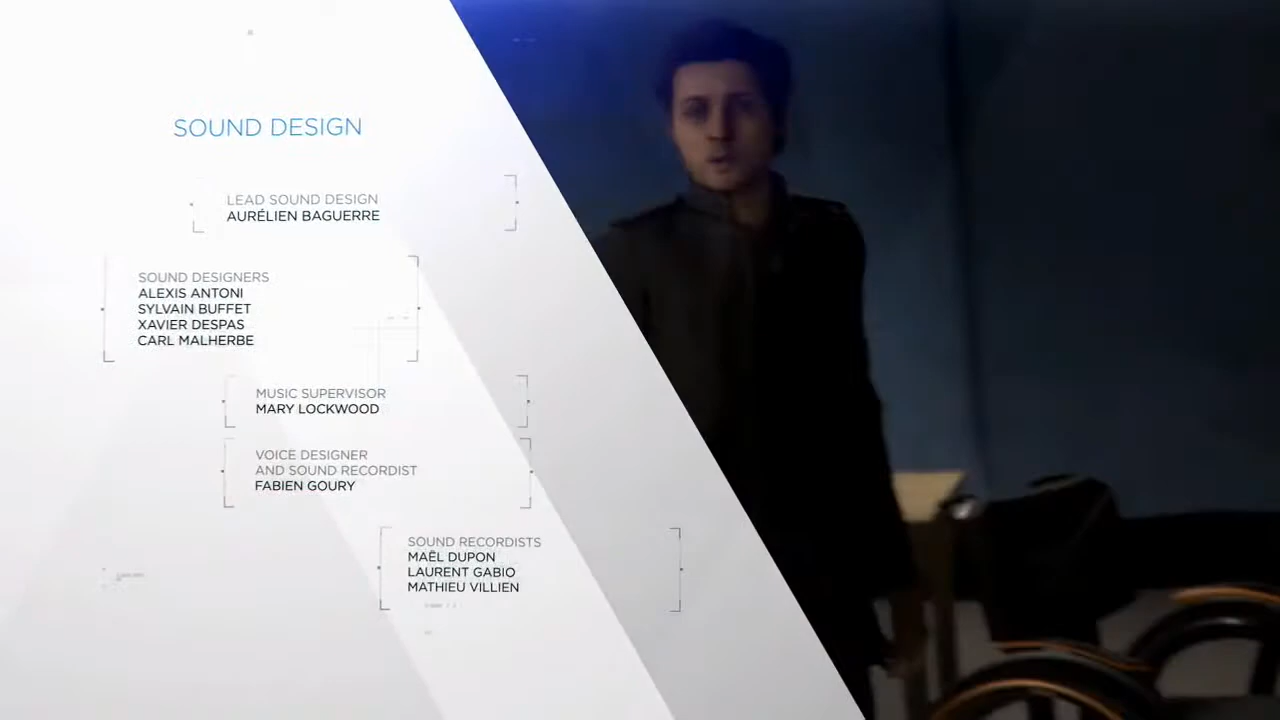 SOUND DESIGN
LEAD SOUND DESIGN
AURÉLIEN BAGUERRE
SOUND DESIGNERS
ALEXIS ANTONI
SYLVAIN BUFFET
XAVIER DESPAS
CARL MALHERBE
MUSIC SUPERVISOR
MARY LOCKWOOD
VOICE DESIGNER
AND SOUND RECORDIST
FABIEN GOURY
SOUND RECORDISTS
MAËL DUPON
LAURENT GABIO
MATHIEU VILLIEN